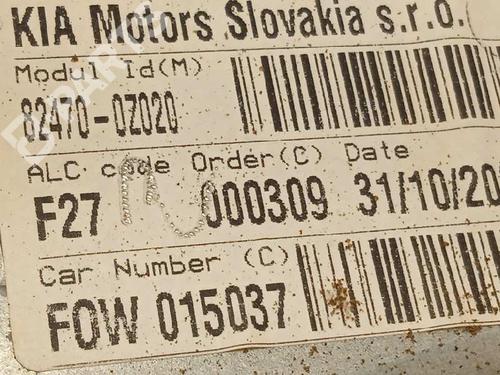 KIA Motors Slovakia s.r.o.
Modul Id(M)
82470-0Z020
ALC code Order(C) Date
F27 000309 31/10/20
Car Number (C)
FOW 015037